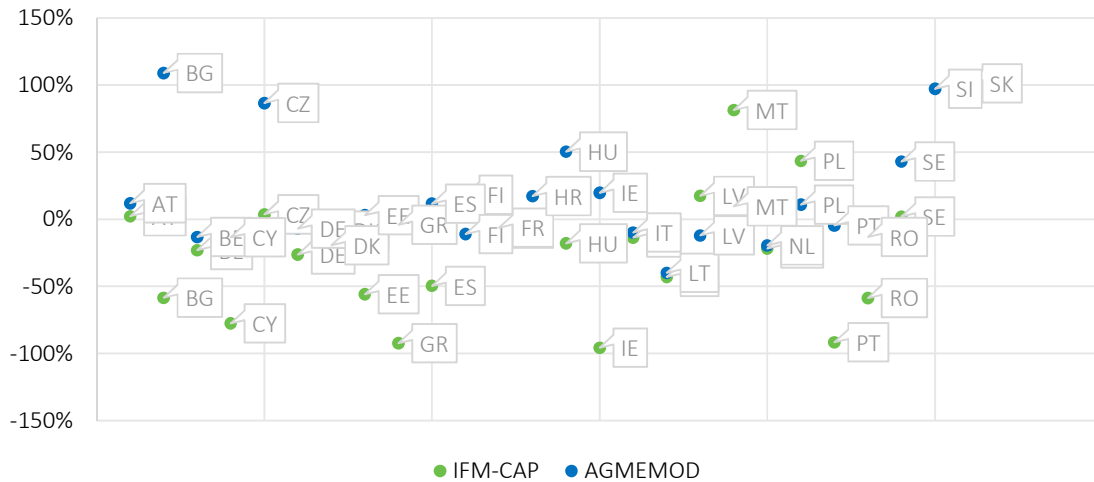 150%
BG
SI
SK
100%
CZ
MT
50%
HU
PL
SE
AT
CZ
DE
EE
ES
FI
HR
IE
LV
MT
PL
SE
0%
BE
CY
DE
DK
GR
FI
FR
HU
IT
LV
NL
PT
RO
-50%
BG
EE
ES
LT
RO
CY
GR
IE
PT
-100%
-150%
IFM-CAP
AGMEMOD